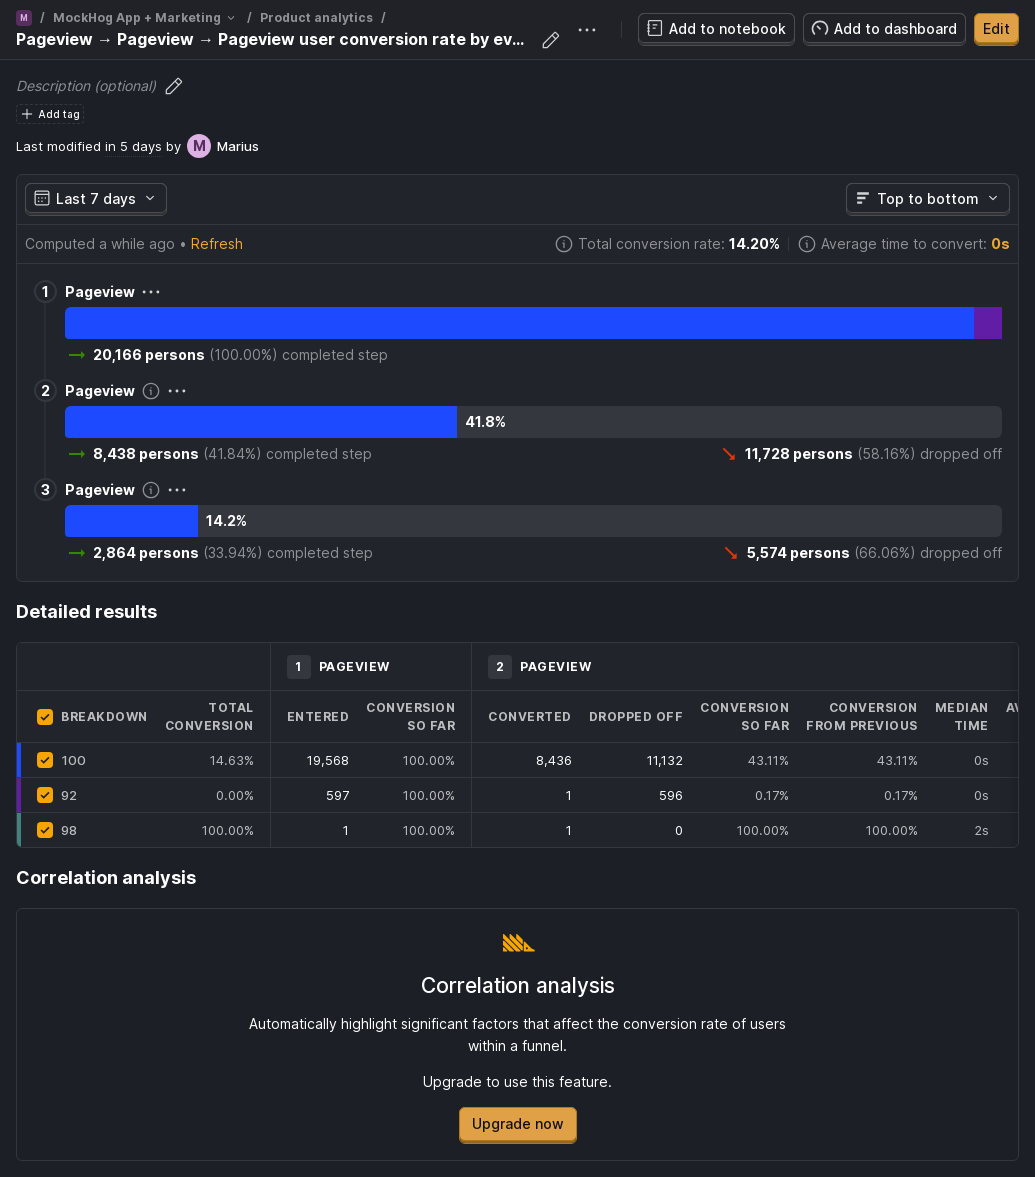 M / MockHog App + Marketing / Product analytics /
Pageview → Pageview → Pageview user conversion rate by ev...
Add to notebook
Add to dashboard
Edit
Description (optional)
Add tag
Last modified in 5 days by M Marius
Last 7 days
Top to bottom
Computed a while ago • Refresh
Total conversion rate: 14.20%
Average time to convert: 0s
1 Pageview
20,166 persons (100.00%) completed step
2 Pageview
41.8%
8,438 persons (41.84%) completed step
11,728 persons (58.16%) dropped off
3 Pageview
14.2%
2,864 persons (33.94%) completed step
5,574 persons (66.06%) dropped off
Detailed results
1 PAGEVIEW
2 PAGEVIEW
BREAKDOWN
TOTAL CONVERSION
ENTERED
CONVERSION SO FAR
CONVERTED
DROPPED OFF
CONVERSION SO FAR
CONVERSION FROM PREVIOUS
MEDIAN TIME
100 14.63% 19,568 100.00% 8,436 11,132 43.11% 43.11% 0s
92 0.00% 597 100.00% 1 596 0.17% 0.17% 0s
98 100.00% 1 100.00% 1 0 100.00% 100.00% 2s
Correlation analysis
Correlation analysis
Automatically highlight significant factors that affect the conversion rate of users
within a funnel.
Upgrade to use this feature.
Upgrade now